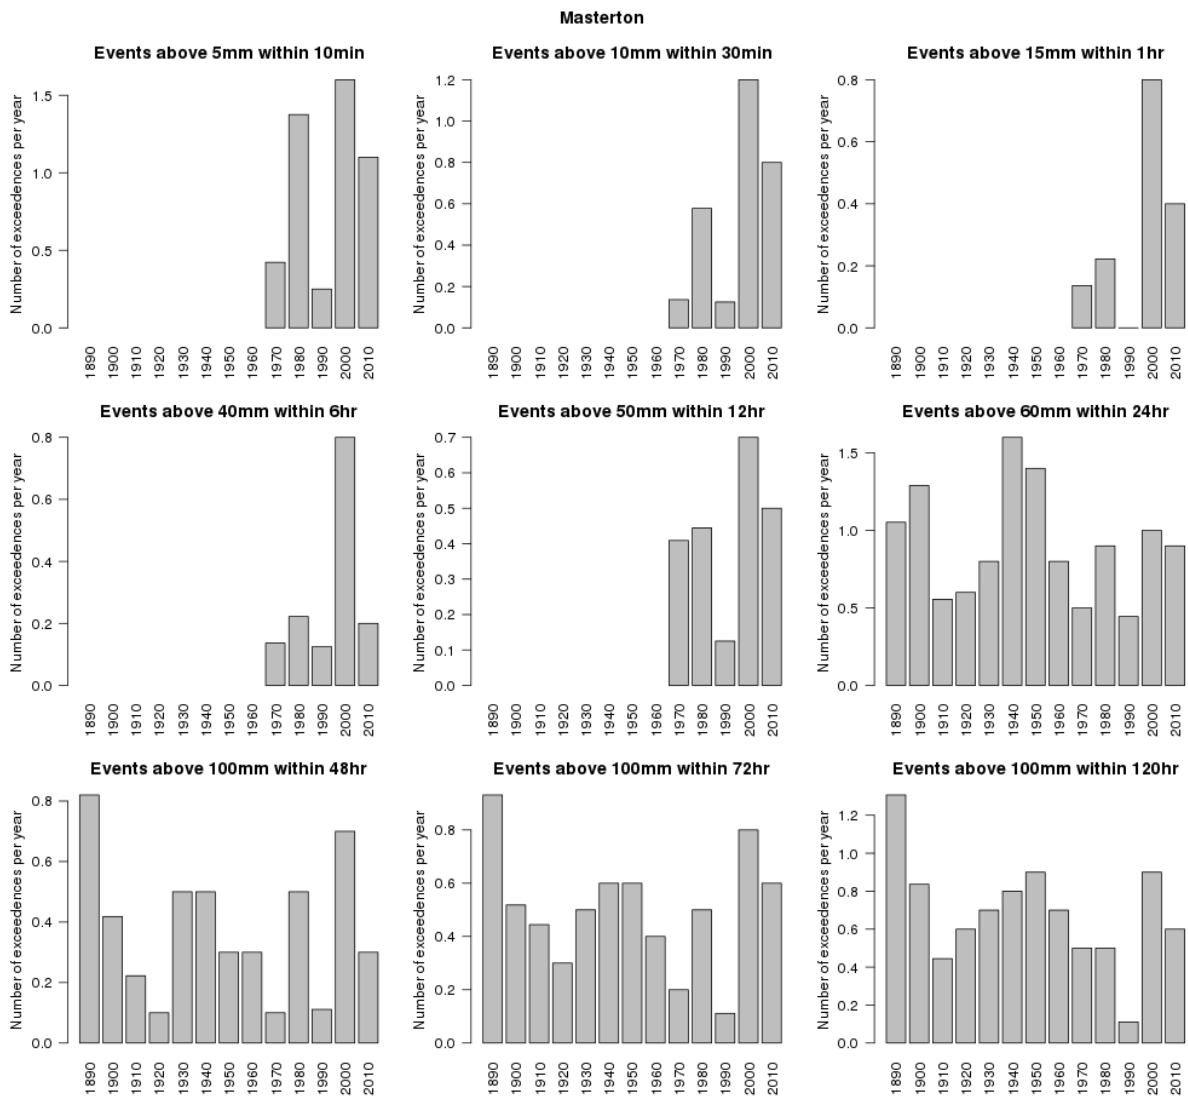 Masterton
Events above 5mm within 10min
Number of exceedences per year
0.0
0.5
1.0
1.5
1890 1900 1910 1920 1930 1940 1950 1960 1970 1980 1990 2000 2010
Events above 10mm within 30min
Number of exceedences per year
0.0
0.2
0.4
0.6
0.8
1.0
1.2
1890 1900 1910 1920 1930 1940 1950 1960 1970 1980 1990 2000 2010
Events above 15mm within 1hr
Number of exceedences per year
0.0
0.2
0.4
0.6
0.8
1890 1900 1910 1920 1930 1940 1950 1960 1970 1980 1990 2000 2010
Events above 40mm within 6hr
Number of exceedences per year
0.0
0.2
0.4
0.6
0.8
1890 1900 1910 1920 1930 1940 1950 1960 1970 1980 1990 2000 2010
Events above 50mm within 12hr
Number of exceedences per year
0.0
0.1
0.2
0.3
0.4
0.5
0.6
0.7
1890 1900 1910 1920 1930 1940 1950 1960 1970 1980 1990 2000 2010
Events above 60mm within 24hr
Number of exceedences per year
0.0
0.5
1.0
1.5
1890 1900 1910 1920 1930 1940 1950 1960 1970 1980 1990 2000 2010
Events above 100mm within 48hr
Number of exceedences per year
0.0
0.2
0.4
0.6
0.8
1890 1900 1910 1920 1930 1940 1950 1960 1970 1980 1990 2000 2010
Events above 100mm within 72hr
Number of exceedences per year
0.0
0.2
0.4
0.6
0.8
1890 1900 1910 1920 1930 1940 1950 1960 1970 1980 1990 2000 2010
Events above 100mm within 120hr
Number of exceedences per year
0.0
0.2
0.4
0.6
0.8
1.0
1.2
1890 1900 1910 1920 1930 1940 1950 1960 1970 1980 1990 2000 2010